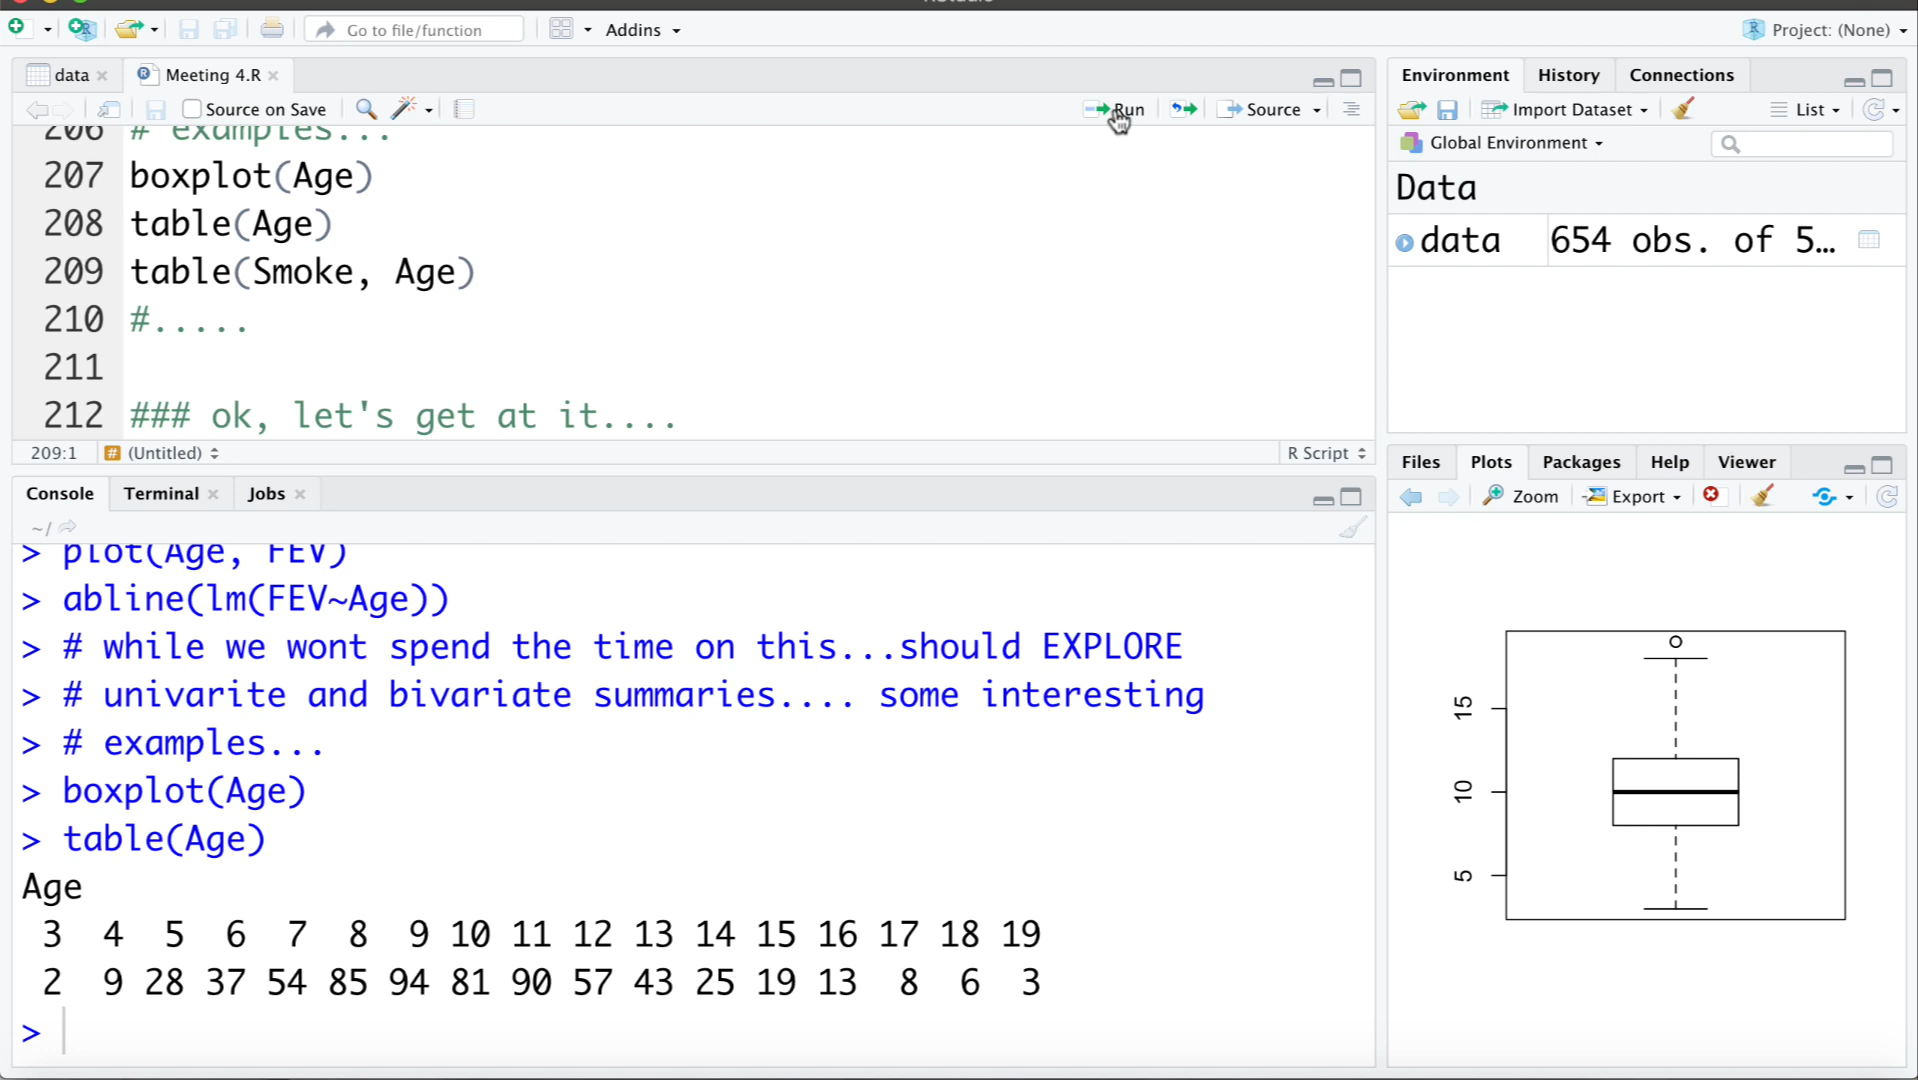 Go to file/function
Addins
Project: (None)
data
Meeting 4.R
Source on Save
Run
Source
206 # examples...
207 boxplot(Age)
208 table(Age)
209 table(Smoke, Age)
210 #.....
211
212 ### ok, let's get at it....
209:1
# (Untitled)
R Script
Console
Terminal
Jobs
~/
> plot(Age, FEV)
> abline(lm(FEV~Age))
> # while we wont spend the time on this...should EXPLORE
> # univarite and bivariate summaries.... some interesting
> # examples...
> boxplot(Age)
> table(Age)
Age
3 4 5 6 7 8 9 10 11 12 13 14 15 16 17 18 19
2 9 28 37 54 85 94 81 90 57 43 25 19 13 8 6 3
>
Environment
History
Connections
Import Dataset
List
Global Environment
Data
data 654 obs. of 5…
Files
Plots
Packages
Help
Viewer
Zoom
Export
15
10
5